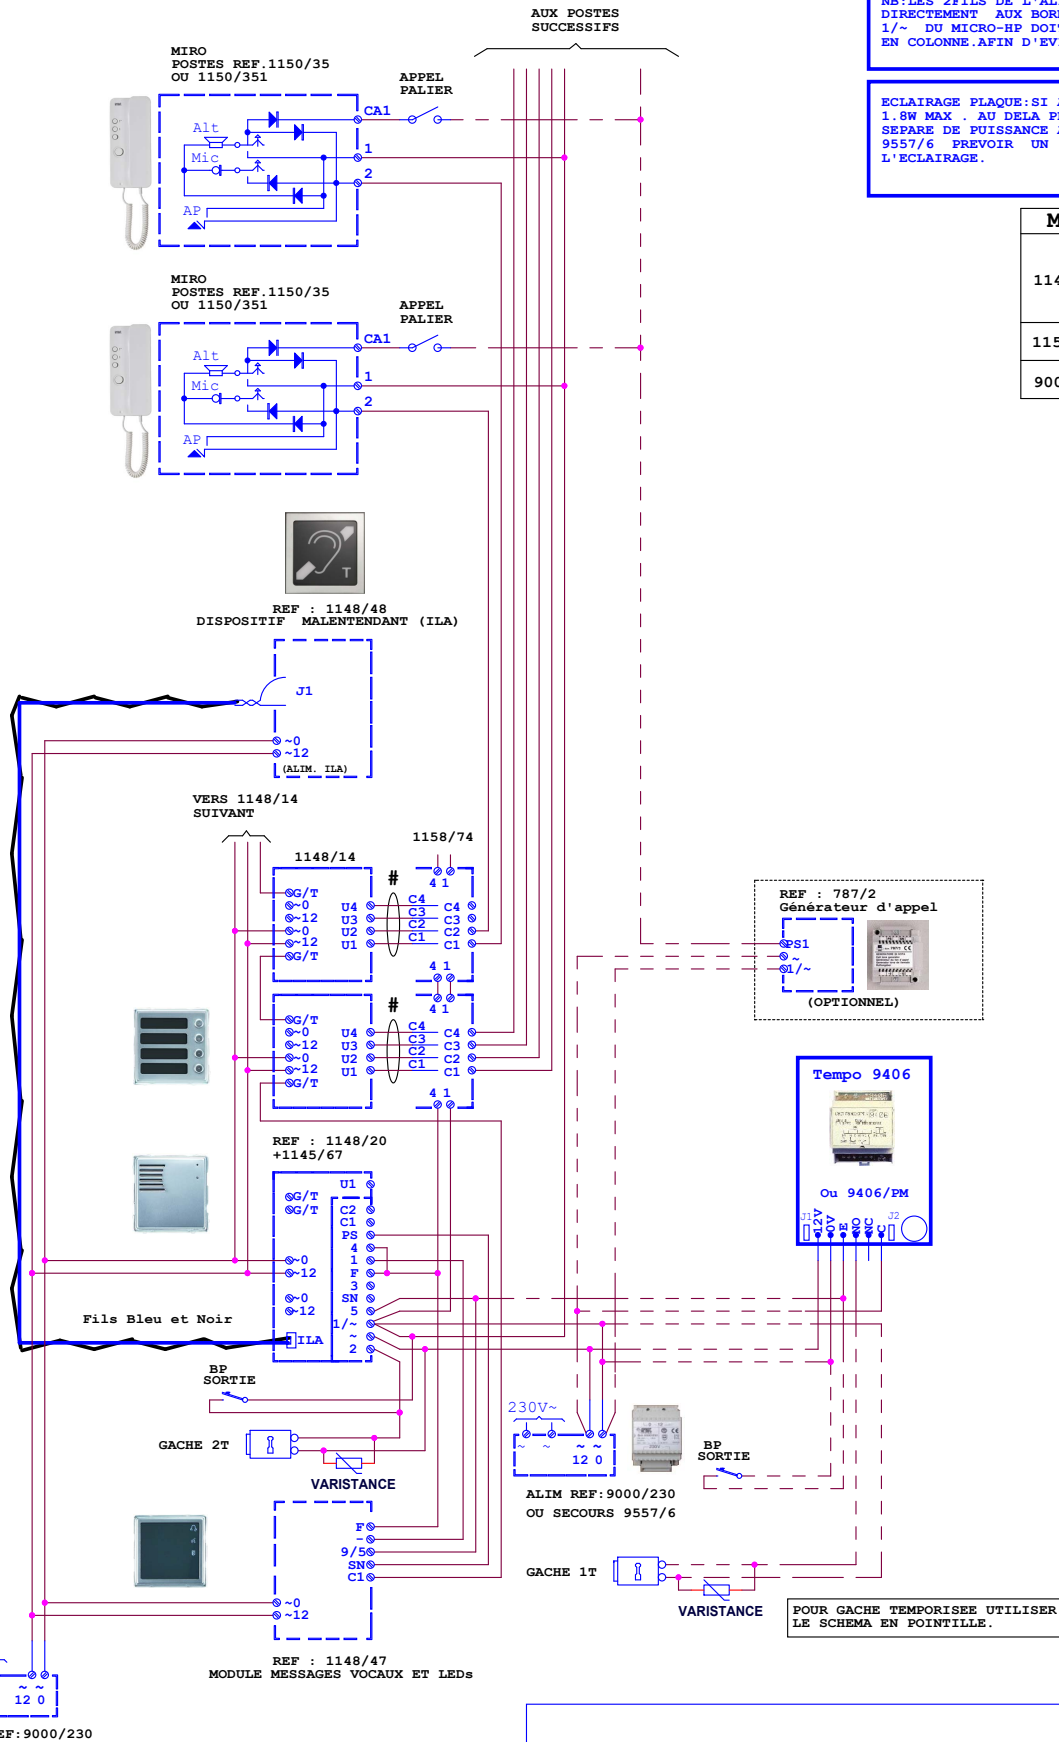 AUX POSTES
SUCCESSIFS
NB:LES 2FILS DE L'AL
DIRECTEMENT AUX BOR
1/~ DU MICRO-HP DOI
EN COLONNE.AFIN D'EV
ECLAIRAGE PLAQUE:SI
1.8W MAX . AU DELA P
SEPARE DE PUISSANCE
9557/6 PREVOIR UN
L'ECLAIRAGE.
M
114
115
900
MIRO
POSTES REF.1150/35
OU 1150/351
APPEL
PALIER
CA1
Alt
Mic
1
2
AP
MIRO
POSTES REF.1150/35
OU 1150/351
APPEL
PALIER
CA1
Alt
Mic
1
2
AP
T
REF : 1148/48
DISPOSITIF MALENTENDANT (ILA)
J1
~0
~12
(ALIM. ILA)
VERS 1148/14
SUIVANT
1158/74
1148/14
#
4 1
G/T
~0
~12
~0
~12
G/T
U4
U3
U2
U1
C4
C3
C2
C1
C4
C3
C2
C1
4 1
#
4 1
G/T
~0
~12
~0
~12
G/T
U4
U3
U2
U1
C4
C3
C2
C1
C4
C3
C2
C1
4 1
REF : 787/2
Générateur d'appel
PS1
~
1/~
(OPTIONNEL)
Tempo 9406
Ou 9406/PM
J1
J2
12V
0V
E
NO
NC
C
REF : 1148/20
+1145/67
G/T
G/T
~0
~12
~0
~12
ILA
U1
C2
C1
PS
4
1
F
3
SN
5
1/~
~
2
Fils Bleu et Noir
BP
SORTIE
GACHE 2T
VARISTANCE
230V~
~ ~
~ ~
12 0
ALIM REF:9000/230
OU SECOURS 9557/6
BP
SORTIE
GACHE 1T
VARISTANCE
POUR GACHE TEMPORISEE UTILISER
LE SCHEMA EN POINTILLE.
F
-
9/5
SN
C1
~0
~12
REF : 1148/47
MODULE MESSAGES VOCAUX ET LEDs
~ ~
12 0
EF:9000/230